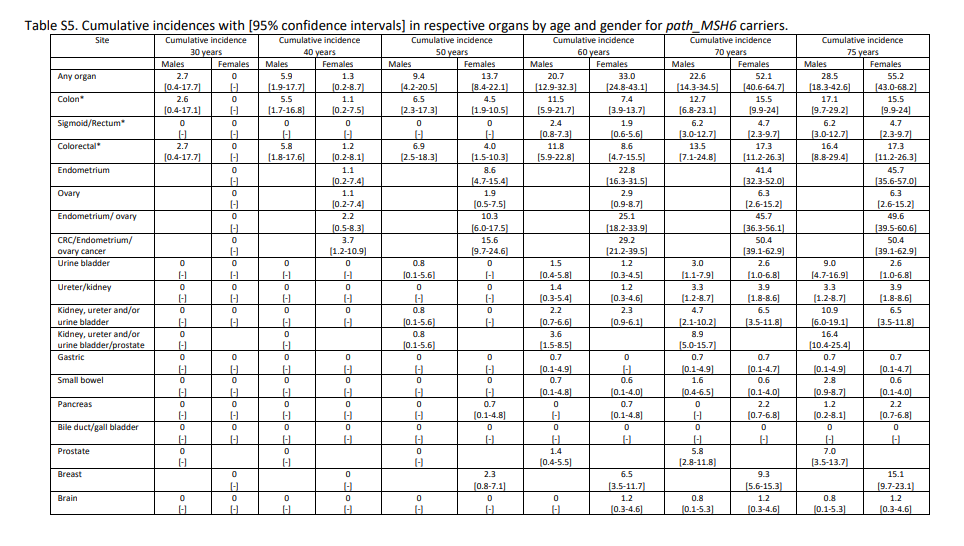 Table S5. Cumulative incidences with [95% confidence intervals] in respective organs by age and gender for path_MSH6 carriers.
Site Cumulative incidence Cumulative incidence Cumulative incidence Cumulative incidence Cumulative incidence Cumulative incidence
30 years 40 years 50 years 60 years 70 years 75 years
Males Females Males Females Males Females Males Females Males Females Males Females
Any organ 2.7 0 5.9 1.3 9.4 13.7 20.7 33.0 22.6 52.1 28.5 55.2
[0.4-17.7] [-] [1.9-17.7] [0.2-8.7] [4.2-20.5] [8.4-22.1] [12.9-32.3] [24.8-43.1] [14.3-34.5] [40.6-64.7] [18.3-42.6] [43.0-68.2]
Colon* 2.6 0 5.5 1.1 6.5 4.5 11.5 7.4 12.7 15.5 17.1 15.5
[0.4-17.1] [-] [1.7-16.8] [0.2-7.5] [2.3-17.3] [1.9-10.5] [5.9-21.7] [3.9-13.7] [6.8-23.1] [9.9-24] [9.7-29.2] [9.9-24]
Sigmoid/Rectum* 0 0 0 0 0 0 2.4 1.9 6.2 4.7 6.2 4.7
[-] [-] [-] [-] [-] [-] [0.8-7.3] [0.6-5.6] [3.0-12.7] [2.3-9.7] [3.0-12.7] [2.3-9.7]
Colorectal* 2.7 0 5.8 1.2 6.9 4.0 11.8 8.6 13.5 17.3 16.4 17.3
[0.4-17.7] [-] [1.8-17.6] [0.2-8.1] [2.5-18.3] [1.5-10.3] [5.9-22.8] [4.7-15.5] [7.1-24.8] [11.2-26.3] [8.8-29.4] [11.2-26.3]
Endometrium 0 1.1 8.6 22.8 41.4 45.7
[-] [0.2-7.4] [4.7-15.4] [16.3-31.5] [32.3-52.0] [35.6-57.0]
Ovary 0 1.1 1.9 2.9 6.3 6.3
[-] [0.2-7.4] [0.5-7.5] [0.9-8.7] [2.6-15.2] [2.6-15.2]
Endometrium/ ovary 0 2.2 10.3 25.1 45.7 49.6
[-] [0.5-8.3] [6.0-17.5] [18.2-33.9] [36.3-56.1] [39.5-60.6]
CRC/Endometrium/ 0 3.7 15.6 29.2 50.4 50.4
ovary cancer [-] [1.2-10.9] [9.7-24.6] [21.2-39.5] [39.1-62.9] [39.1-62.9]
Urine bladder 0 0 0 0 0.8 0 1.5 1.2 3.0 2.6 9.0 2.6
[-] [-] [-] [-] [0.1-5.6] [-] [0.4-5.8] [0.3-4.5] [1.1-7.9] [1.0-6.8] [4.7-16.9] [1.0-6.8]
Ureter/kidney 0 0 0 0 0 0 1.4 1.2 3.3 3.9 3.3 3.9
[-] [-] [-] [-] [-] [-] [0.3-5.4] [0.3-4.6] [1.2-8.7] [1.8-8.6] [1.2-8.7] [1.8-8.6]
Kidney, ureter and/or 0 0 0 0 0.8 0 2.2 2.3 4.7 6.5 10.9 6.5
urine bladder [-] [-] [-] [-] [0.1-5.6] [-] [0.7-6.6] [0.9-6.1] [2.1-10.2] [3.5-11.8] [6.0-19.1] [3.5-11.8]
Kidney, ureter and/or 0 0 0.8 3.6 8.9 16.4
urine bladder/prostate [-] [-] [0.1-5.6] [1.5-8.5] [5.0-15.7] [10.4-25.4]
Gastric 0 0 0 0 0 0 0.7 0 0.7 0.7 0.7 0.7
[-] [-] [-] [-] [-] [-] [0.1-4.9] [-] [0.1-4.9] [0.1-4.7] [0.1-4.9] [0.1-4.7]
Small bowel 0 0 0 0 0 0 0.7 0.6 1.6 0.6 2.8 0.6
[-] [-] [-] [-] [-] [-] [0.1-4.8] [0.1-4.0] [0.4-6.5] [0.1-4.0] [0.9-8.7] [0.1-4.0]
Pancreas 0 0 0 0 0 0.7 0 0.7 0 2.2 1.2 2.2
[-] [-] [-] [-] [-] [0.1-4.8] [-] [0.1-4.8] [-] [0.7-6.8] [0.2-8.1] [0.7-6.8]
Bile duct/gall bladder 0 0 0 0 0 0 0 0 0 0 0 0
[-] [-] [-] [-] [-] [-] [-] [-] [-] [-] [-] [-]
Prostate 0 0 0 1.4 5.8 7.0
[-] [-] [-] [0.4-5.5] [2.8-11.8] [3.5-13.7]
Breast 0 0 2.3 6.5 9.3 15.1
[-] [-] [0.8-7.1] [3.5-11.7] [5.6-15.3] [9.7-23.1]
Brain 0 0 0 0 0 0 0 1.2 0.8 1.2 0.8 1.2
[-] [-] [-] [-] [-] [-] [-] [0.3-4.6] [0.1-5.3] [0.3-4.6] [0.1-5.3] [0.3-4.6]